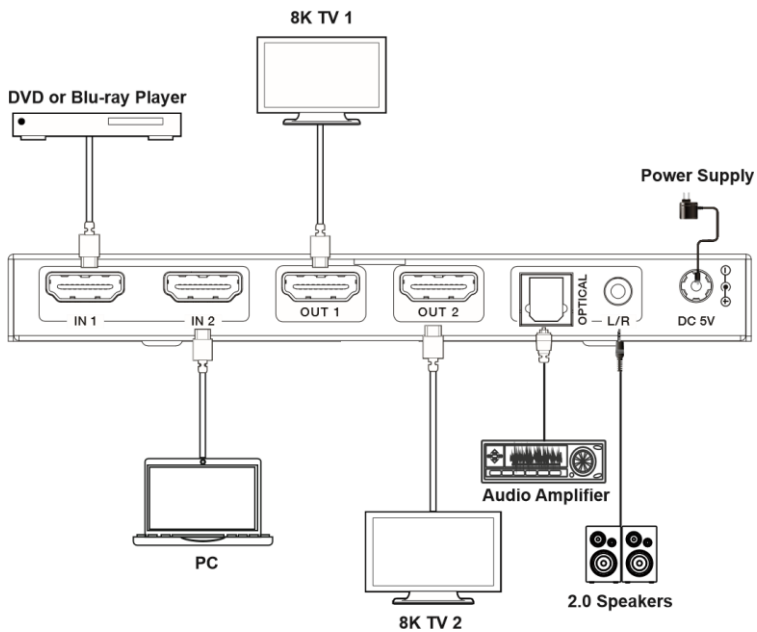 8K TV 1
DVD or Blu-ray Player
Power Supply
IN 1
IN 2
OUT 1
OUT 2
OPTICAL
L/R
DC 5V
Audio Amplifier
PC
2.0 Speakers
8K TV 2